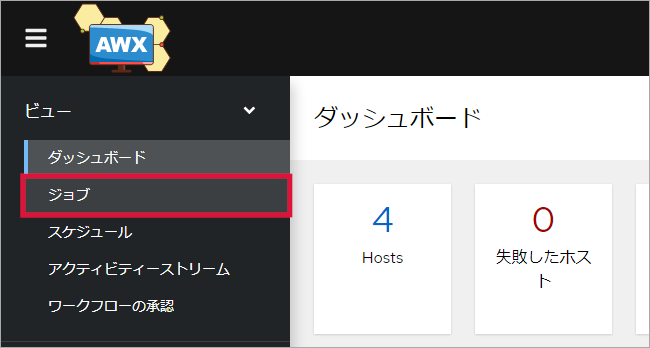 AWX
ビュー
ダッシュボード
ジョブ
スケジュール
アクティビティーストリーム
ワークフローの承認
ダッシュボード
4
Hosts
0
失敗したホス
ト